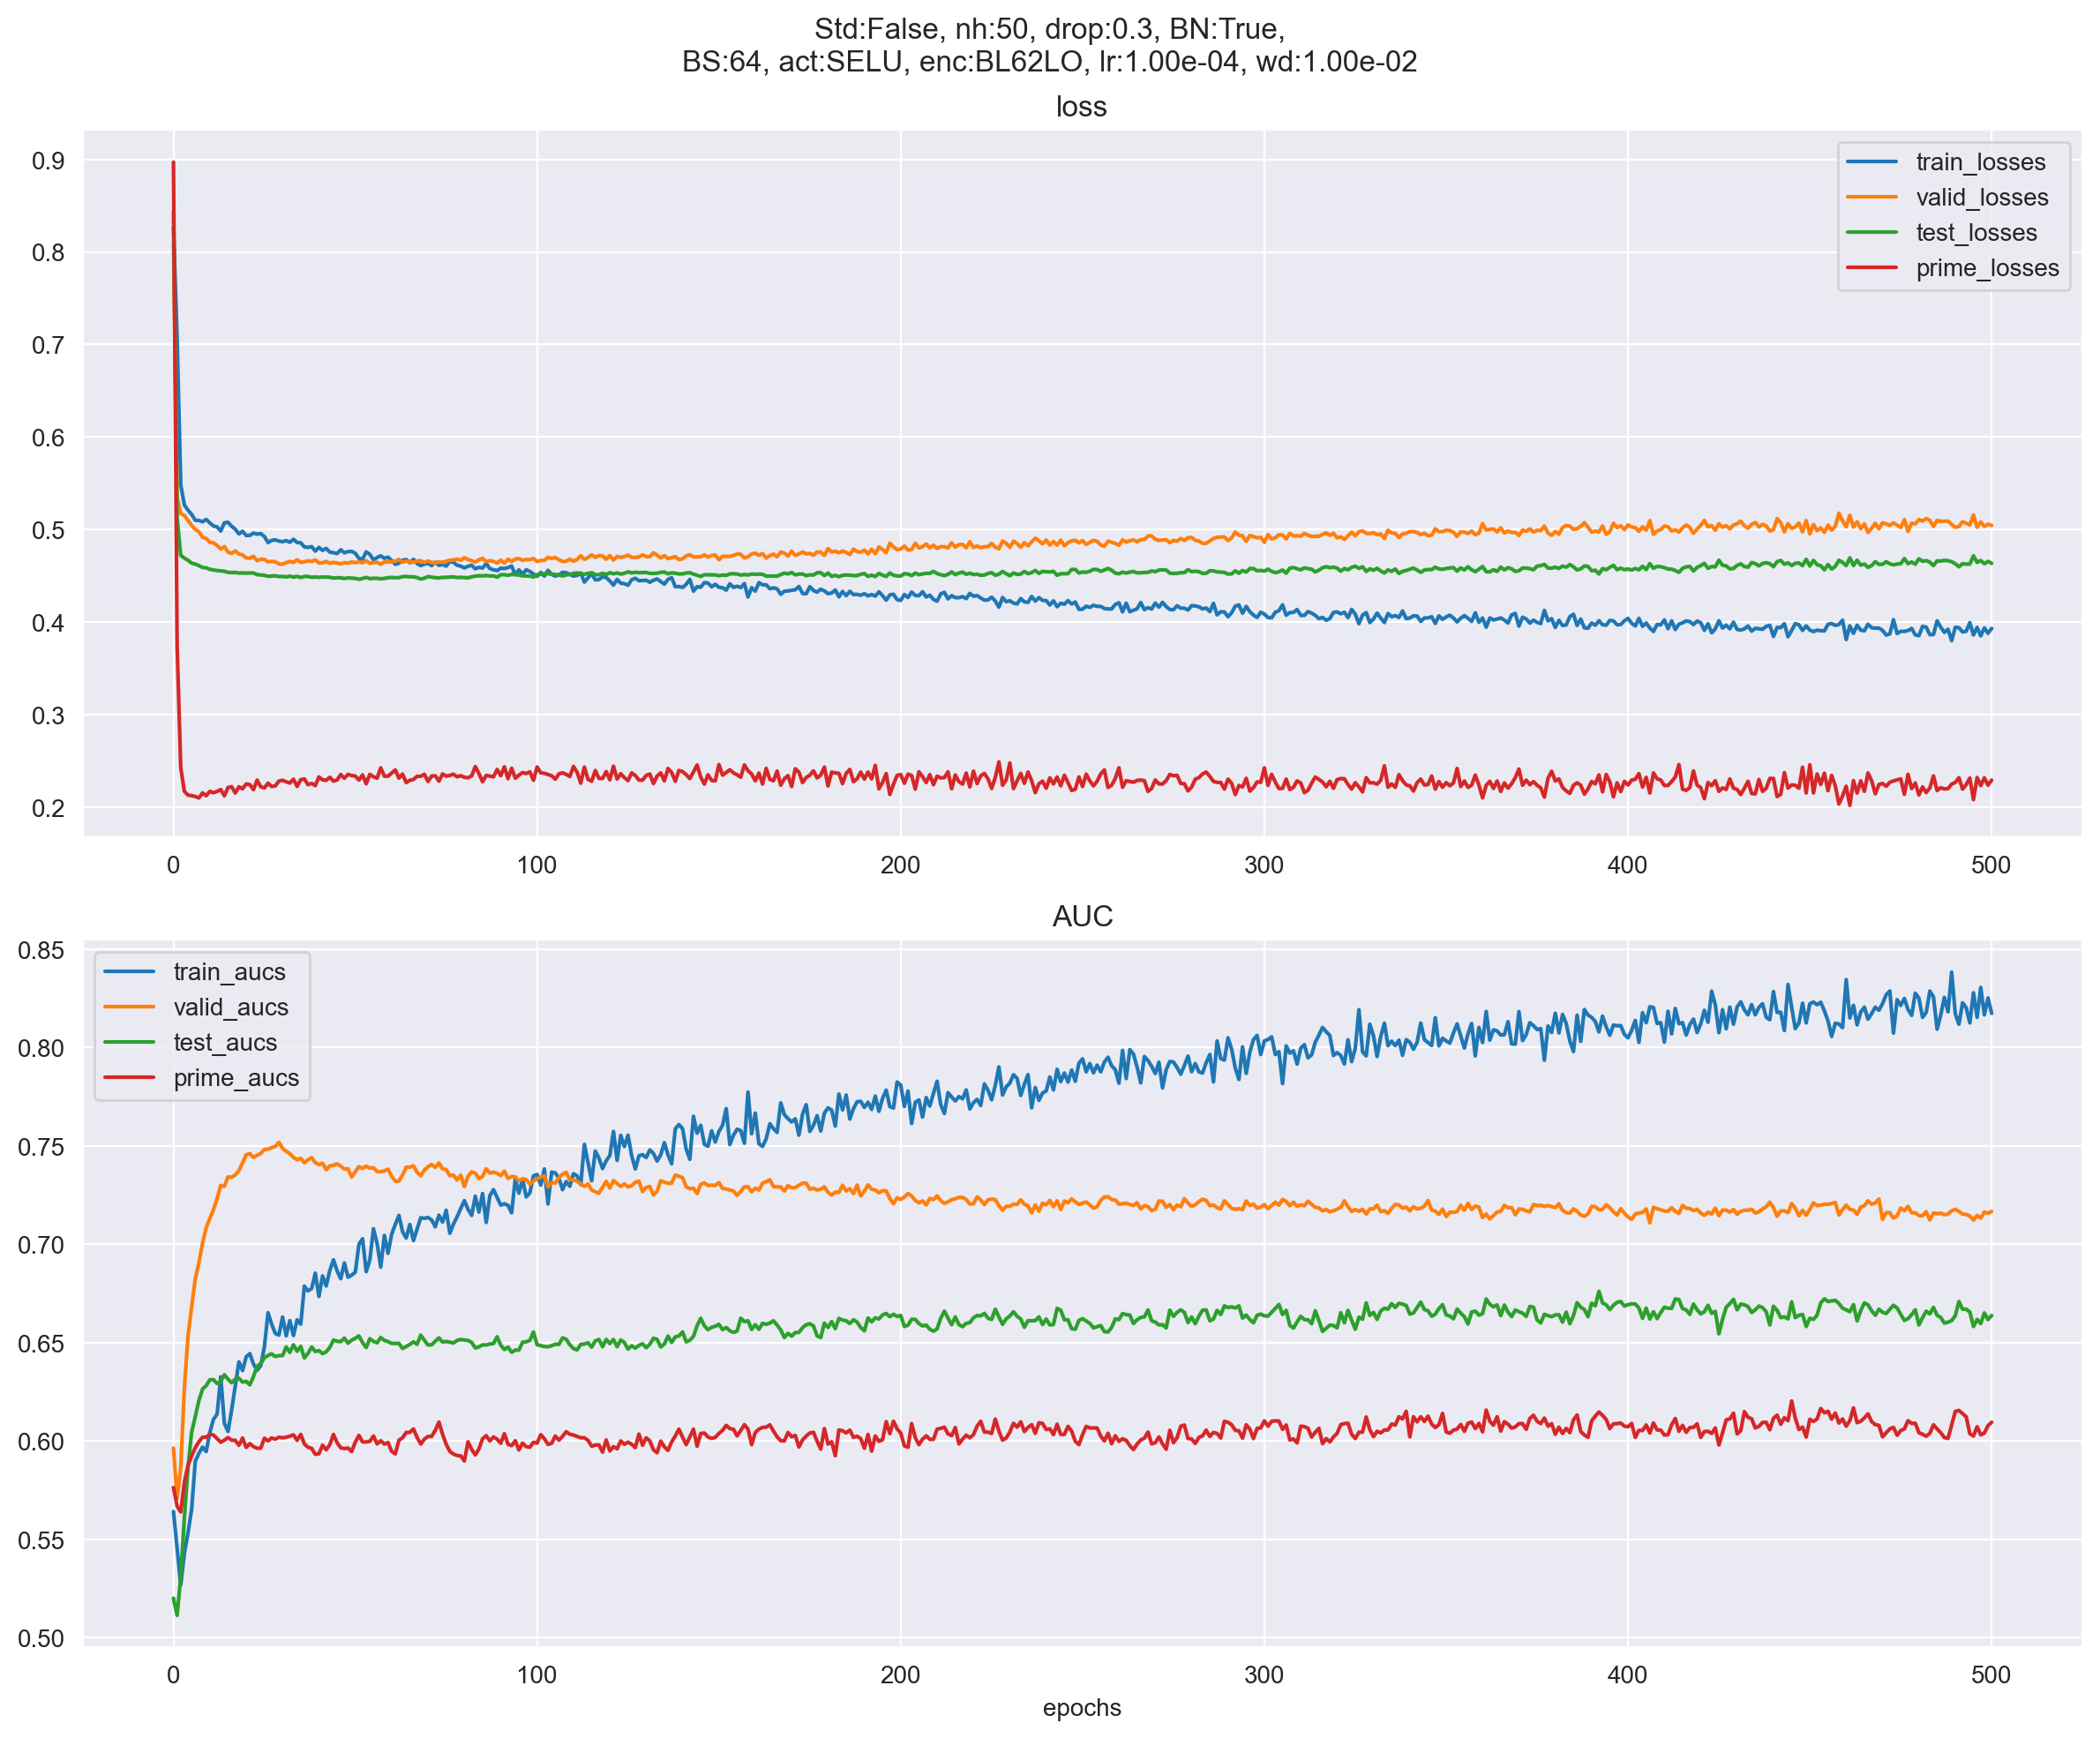 Std:False, nh:50, drop:0.3, BN:True,
BS:64, act:SELU, enc:BL62LO, lr:1.00e-04, wd:1.00e-02
loss
0.9
0.8
0.7
0.6
0.5
0.4
0.3
0.2
train_losses
valid_losses
test_losses
prime_losses
0 100 200 300 400 500
AUC
0.85
0.80
0.75
0.70
0.65
0.60
0.55
0.50
train_aucs
valid_aucs
test_aucs
prime_aucs
0 100 200 300 400 500
epochs